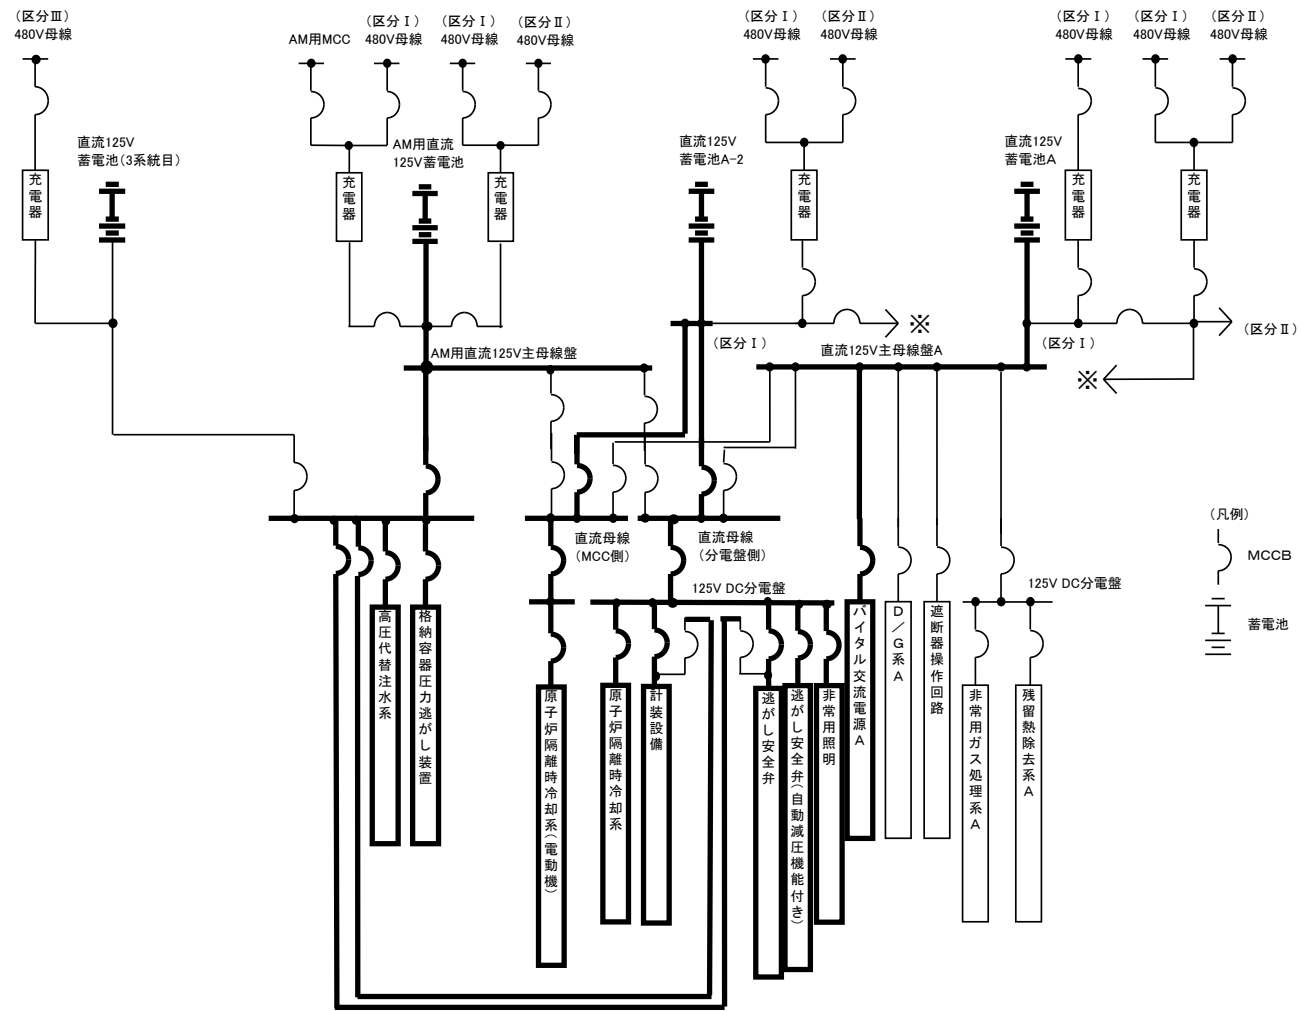 (区分Ⅲ)
480V母線
AM用MCC
(区分Ⅰ)
480V母線
(区分Ⅰ)
480V母線
(区分Ⅱ)
480V母線
(区分Ⅰ)
480V母線
(区分Ⅱ)
480V母線
(区分Ⅰ)
480V母線
(区分Ⅰ)
480V母線
(区分Ⅱ)
480V母線
直流125V
蓄電池(3系統目)
AM用直流
125V蓄電池
直流125V
蓄電池A-2
直流125V
蓄電池A
充電器
充電器
充電器
充電器
充電器
充電器
※
(区分Ⅱ)
(区分Ⅰ)
(区分Ⅰ)
AM用直流125V主母線盤
直流125V主母線盤A
※
直流母線
(MCC側)
直流母線
(分電盤側)
125V DC分電盤
125V DC分電盤
(凡例)
MCCB
蓄電池
高圧代替注水系
格納容器圧力逃がし装置
原子炉隔離時冷却系(電動機)
原子炉隔離時冷却系
計装設備
逃がし安全弁
逃がし安全弁(自動減圧機能付き)
非常用照明
バイタル交流電源A
D/G系A
遮断器操作回路
非常用ガス処理系A
残留熱除去系A